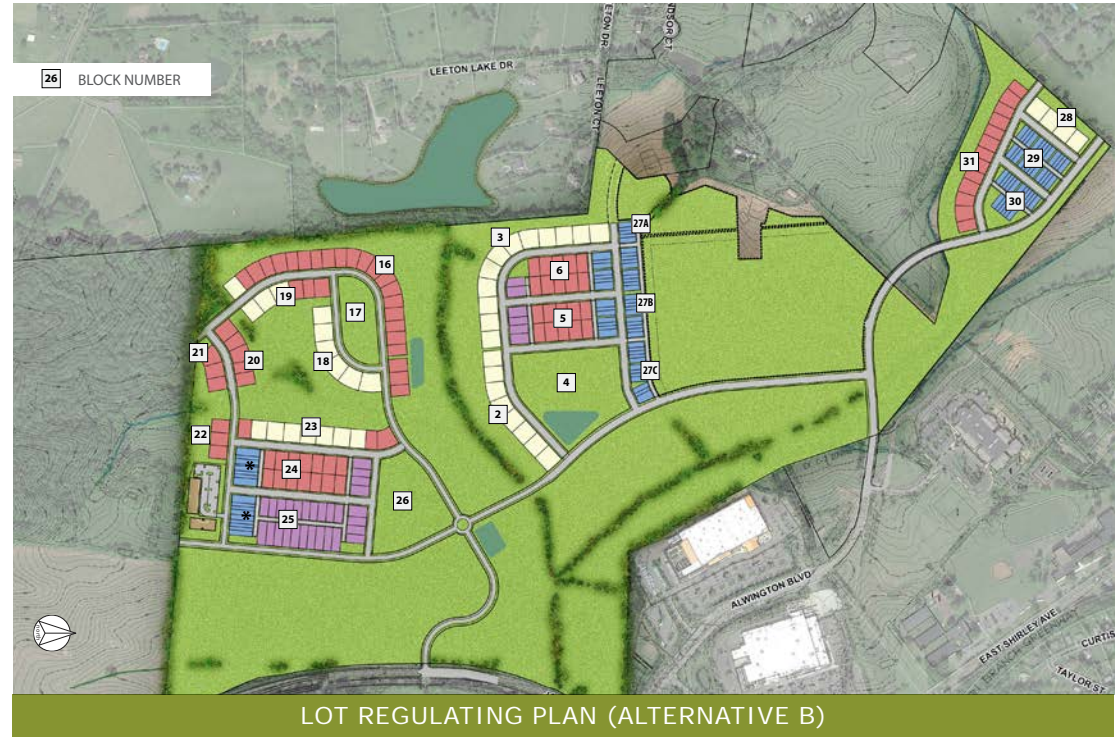 LEETON DR
NDSOR CT
LEETON LAKE DR
26 BLOCK NUMBER
LEETON CT
28
29
31
30
27A
3
16
6
19
17
27B
5
21
20
18
27C
4
2
23
22
24
*
26
25
*
ALWINGTON BLVD
EAST SHIRLEY AVE
CURTIS
TAYLOR ST
LOT REGULATING PLAN (ALTERNATIVE B)